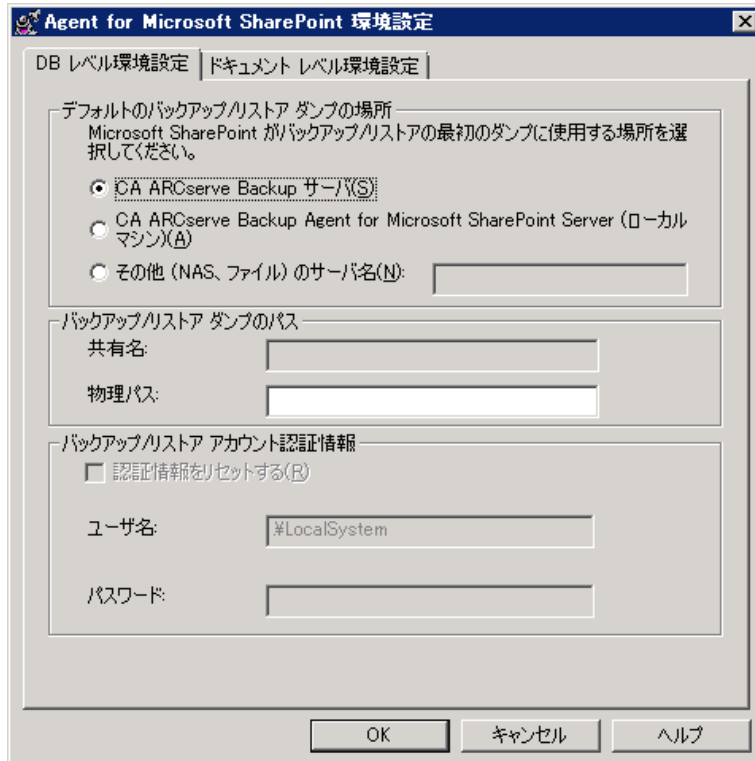 Agent for Microsoft SharePoint 環境設定
DB レベル環境設定
ドキュメント レベル環境設定
デフォルトのバックアップ/リストア ダンプの場所
Microsoft SharePoint がバックアップ/リストアの最初のダンプに使用する場所を選
択してください。
CA ARCserve Backup サーバ(S)
CA ARCserve Backup Agent for Microsoft SharePoint Server (ローカル
マシン)(A)
その他 (NAS、ファイル) のサーバ名(N):
バックアップ/リストア ダンプのパス
共有名:
物理パス:
バックアップ/リストア アカウント認証情報
認証情報をリセットする(R)
ユーザ名:
.¥LocalSystem
パスワード:
OK
キャンセル
ヘルプ